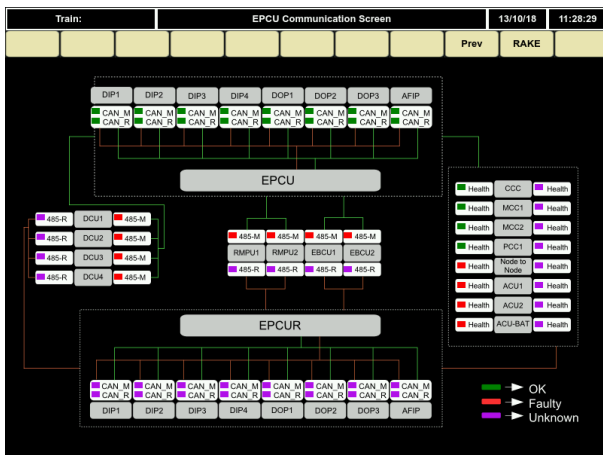 Train: EPCU Communication Screen 13/10/18 11:28:29
Prev RAKE
DIP1 DIP2 DIP3 DIP4 DOP1 DOP2 DOP3 AFIP
CAN_M CAN_M CAN_M CAN_M CAN_M CAN_M CAN_M CAN_M
CAN_R CAN_R CAN_R CAN_R CAN_R CAN_R CAN_R CAN_R
EPCU
Health CCC Health
Health MCC1 Health
Health MCC2 Health
Health PCC1 Health
Health Node to Node Health
Health ACU1 Health
Health ACU2 Health
Health ACU-BAT Health
485-R DCU1 485-M
485-R DCU2 485-M
485-R DCU3 485-M
485-R DCU4 485-M
485-M 485-M 485-M 485-M
RMPU1 RMPU2 EBCU1 EBCU2
485-R 485-R 485-R 485-R
EPCUR
CAN_M CAN_M CAN_M CAN_M CAN_M CAN_M CAN_M CAN_M
CAN_R CAN_R CAN_R CAN_R CAN_R CAN_R CAN_R CAN_R
DIP1 DIP2 DIP3 DIP4 DOP1 DOP2 DOP3 AFIP
OK
Faulty
Unknown